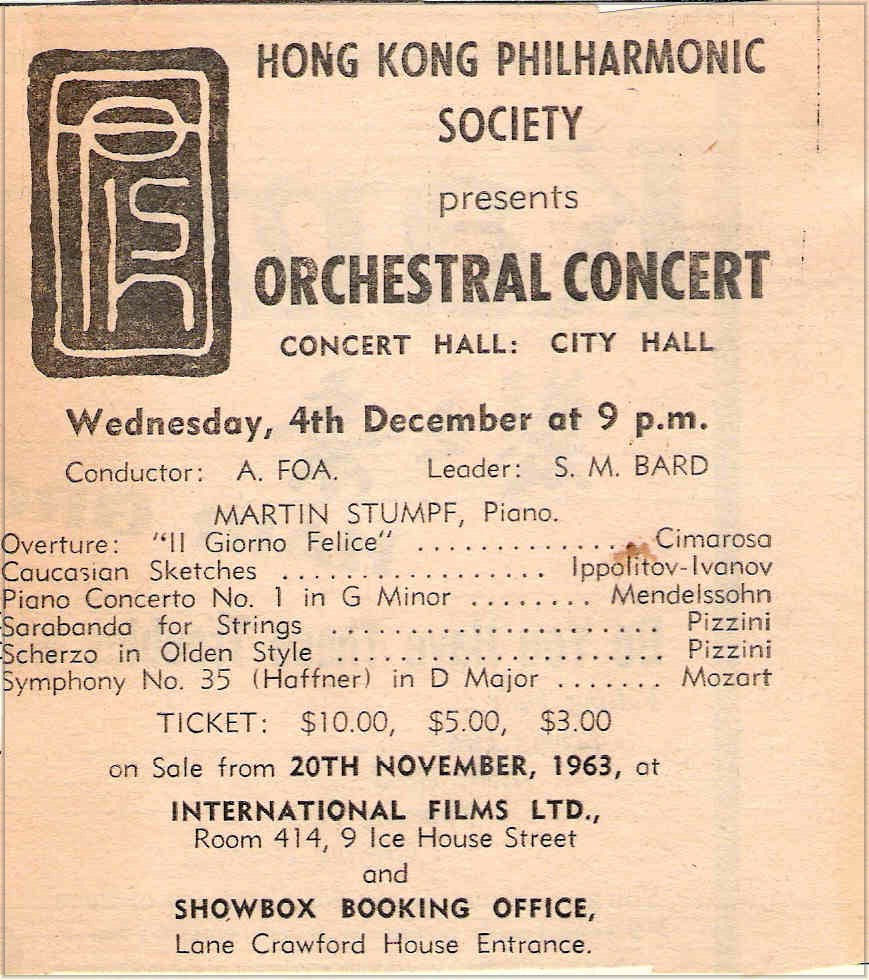 HONG KONG PHILHARMONIC
SOCIETY
presents
ORCHESTRAL CONCERT
CONCERT HALL: CITY HALL
Wednesday, 4th December at 9 p.m.
Conductor: A. FOA. Leader: S. M. BARD
MARTIN STUMPF, Piano.
Overture: "Il Giorno Felice" .............. Cimarosa
Caucasian Sketches ................. Ippolitov-Ivanov
Piano Concerto No. 1 in G Minor ........ Mendelssohn
Sarabanda for Strings ..................... Pizzini
Scherzo in Olden Style ..................... Pizzini
Symphony No. 35 (Haffner) in D Major ....... Mozart
TICKET: $10.00, $5.00, $3.00
on Sale from 20TH NOVEMBER, 1963, at
INTERNATIONAL FILMS LTD.,
Room 414, 9 Ice House Street
and
SHOWBOX BOOKING OFFICE,
Lane Crawford House Entrance.